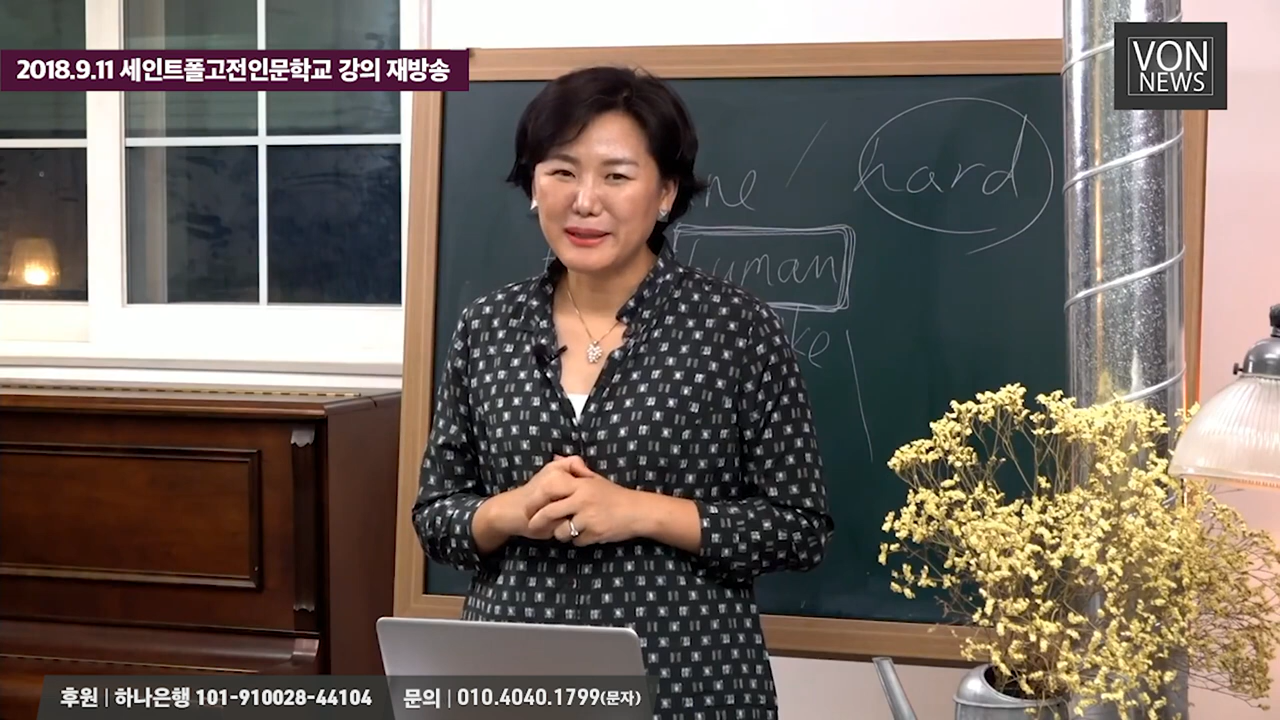 2018.9.11 세인트폴고전인문학교 강의 재방송
VON
NEWS
hard
human
후원 | 하나은행 101-910028-44104 문의 | 010.4040.1799(문자)